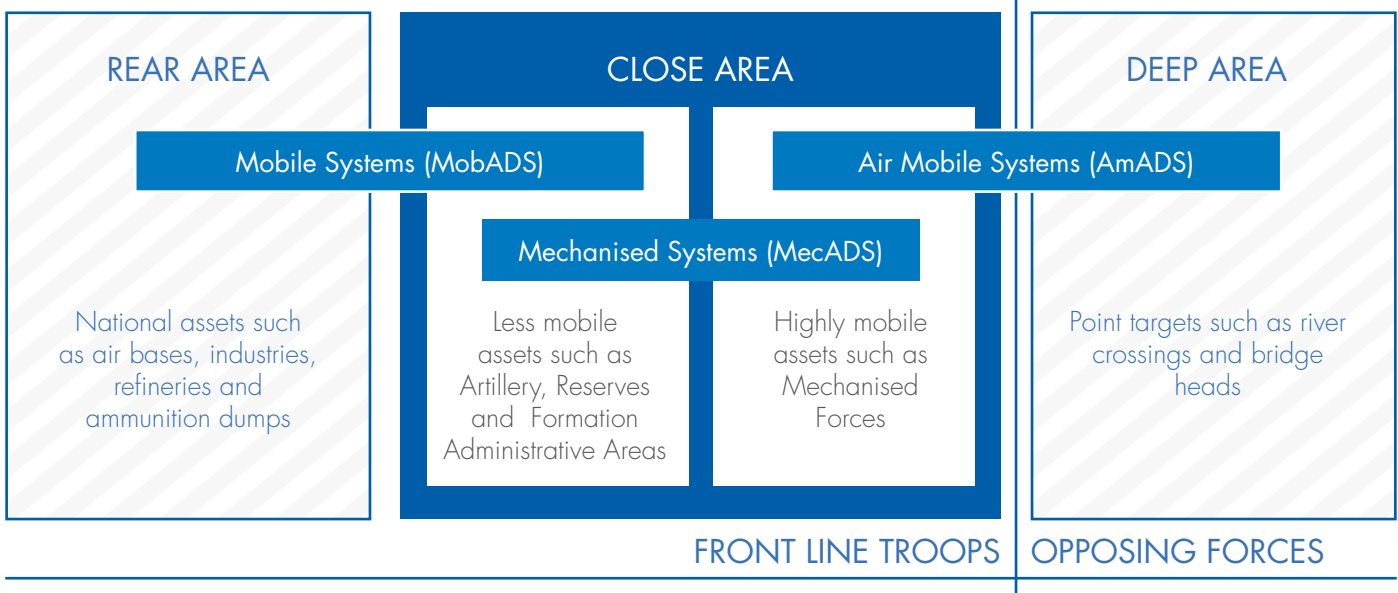 REAR AREA
CLOSE AREA
DEEP AREA
Mobile Systems (MobADS)
Air Mobile Systems (AmADS)
Mechanised Systems (MecADS)
National assets such
as air bases, industries,
refineries and
ammunition dumps
Less mobile
assets such as
Artillery, Reserves
and Formation
Administrative Areas
Highly mobile
assets such as
Mechanised
Forces
Point targets such as river
crossings and bridge
heads
FRONT LINE TROOPS
OPPOSING FORCES